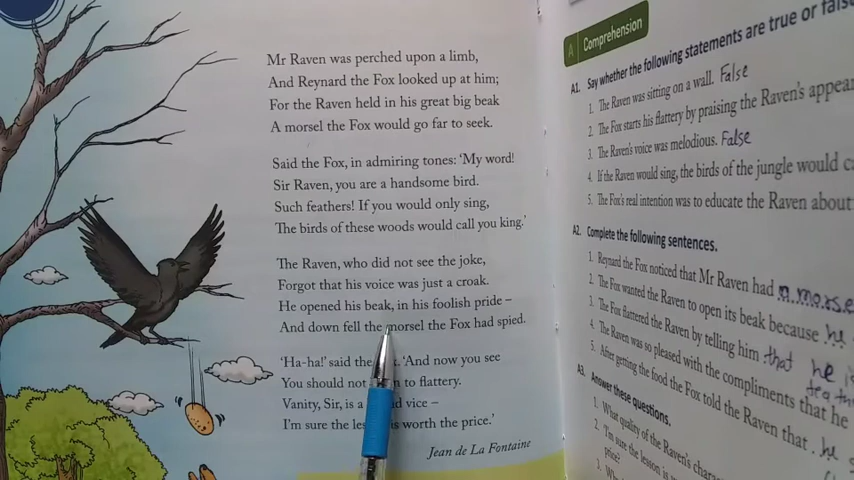 Mr Raven was perched upon a limb,
And Reynard the Fox looked up at him;
For the Raven held in his great big beak
A morsel the Fox would go far to seek.
Said the Fox, in admiring tones: 'My word!
Sir Raven, you are a handsome bird.
Such feathers! If you would only sing,
The birds of these woods would call you king.'
The Raven, who did not see the joke,
Forgot that his voice was just a croak.
He opened his beak, in his foolish pride –
And down fell the morsel the Fox had spied.
'Ha-ha!' said the 'And now you see
You should not to flattery.
Vanity, Sir, is a vice –
I'm sure the is worth the price.'
Jean de La Fontaine
A Comprehension
A1. Say whether the following statements are true or
1. The Raven was sitting on a wall. False
2. The Fox starts his flattery by praising the Raven's
3. The Raven's voice was melodious. False
4. If the Raven would sing, the birds of the jungle would
5. The Fox's real intention was to educate the Raven about
A2. Complete the following sentences.
1. Reynard the Fox noticed that Mr Raven had a
2. The Fox wanted the Raven to open its beak because he
3. The Fox flattered the Raven by telling him that he
4. The Raven was so pleased with the compliments that he
5. After getting the food the Fox told the Raven that he
A3. Answer these questions.
1. What quality of the Raven's
2. 'I'm sure the lesson is
price?
3.